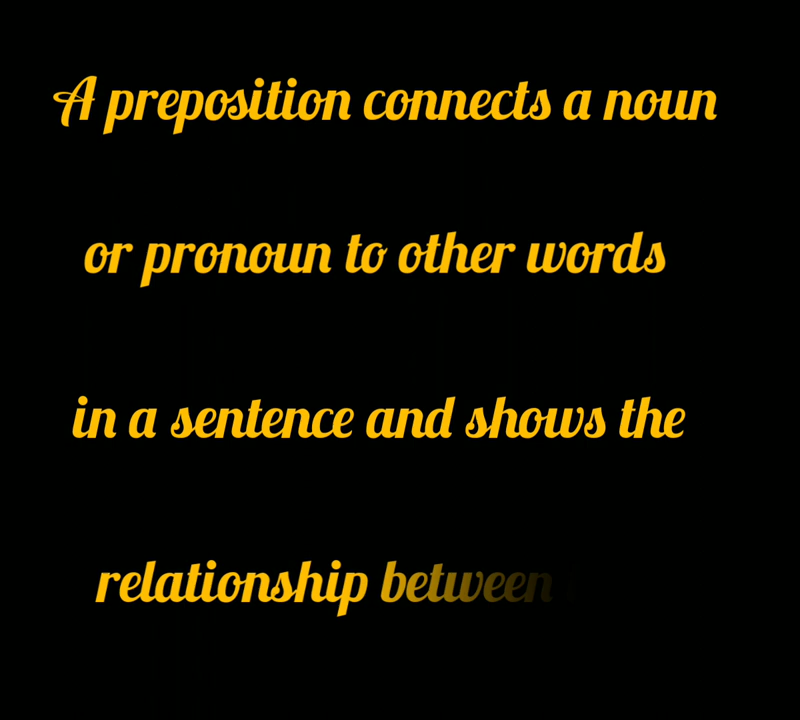 A preposition connects a noun
or pronoun to other words
in a sentence and shows the
relationship between